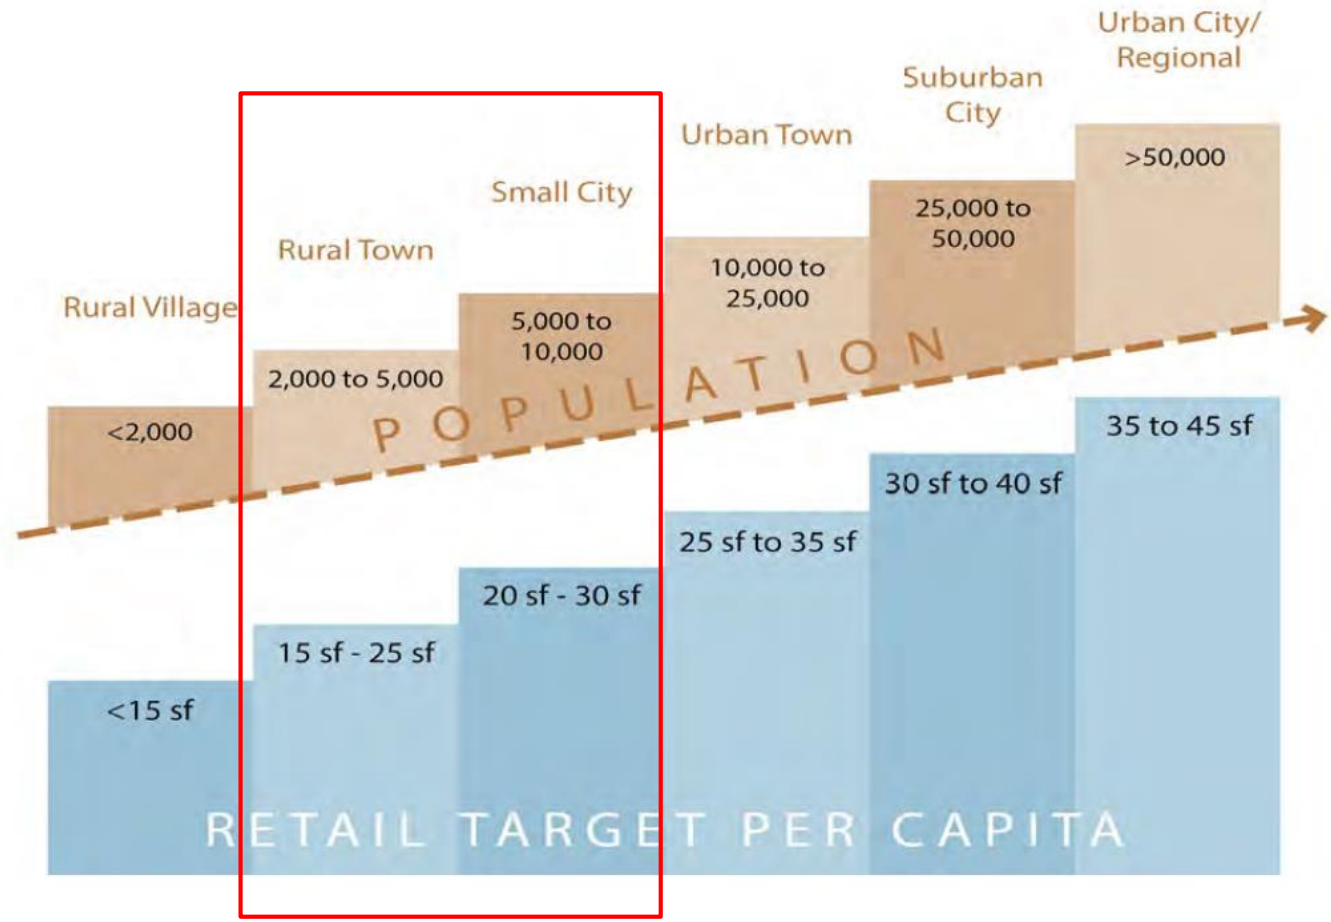 Urban City/
Regional
Suburban
City
Urban Town
Small City
Rural Town
Rural Village
>50,000
25,000 to
50,000
10,000 to
25,000
5,000 to
10,000
2,000 to 5,000
<2,000
POPULATION
35 to 45 sf
30 sf to 40 sf
25 sf to 35 sf
20 sf - 30 sf
15 sf - 25 sf
<15 sf
RETAIL TARGET PER CAPITA